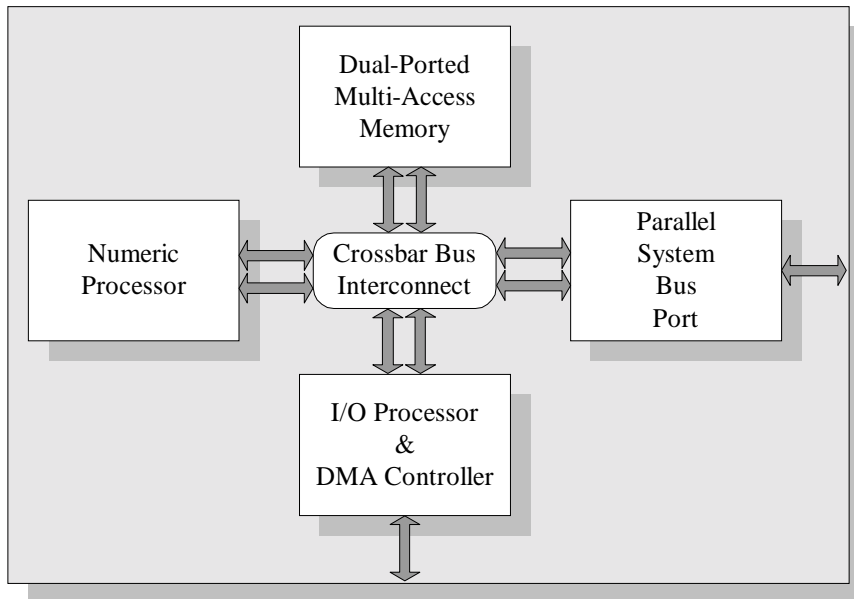 Dual-Ported
Multi-Access
Memory
Numeric
Processor
Crossbar Bus
Interconnect
Parallel
System
Bus
Port
I/O Processor
&
DMA Controller